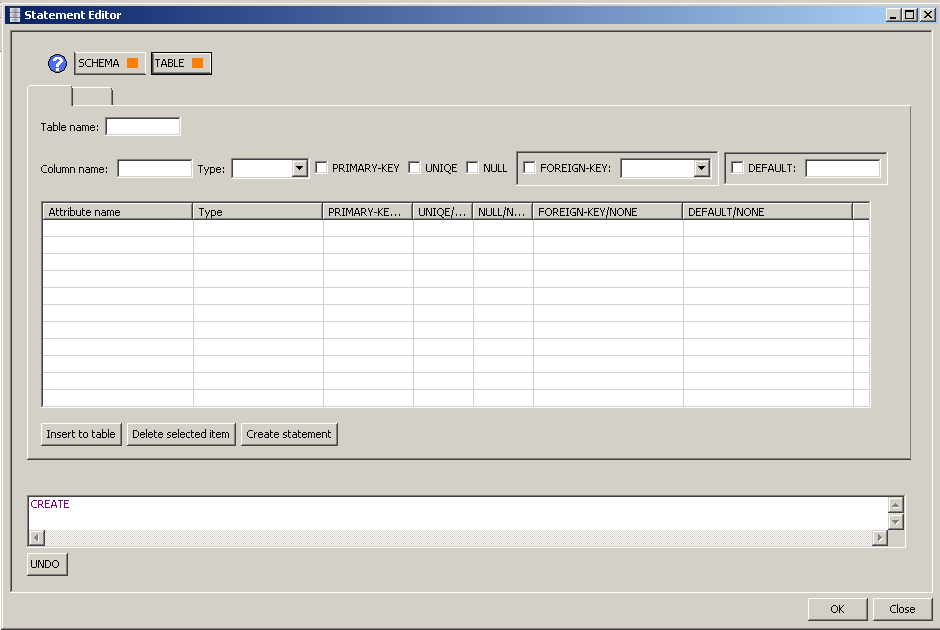 Statement Editor
? SCHEMA TABLE
Table name:
Column name: Type: PRIMARY-KEY UNIQE NULL FOREIGN-KEY: DEFAULT:
Attribute name Type PRIMARY-KE... UNIQE/... NULL/N... FOREIGN-KEY/NONE DEFAULT/NONE
Insert to table Delete selected item Create statement
CREATE
UNDO
OK Close